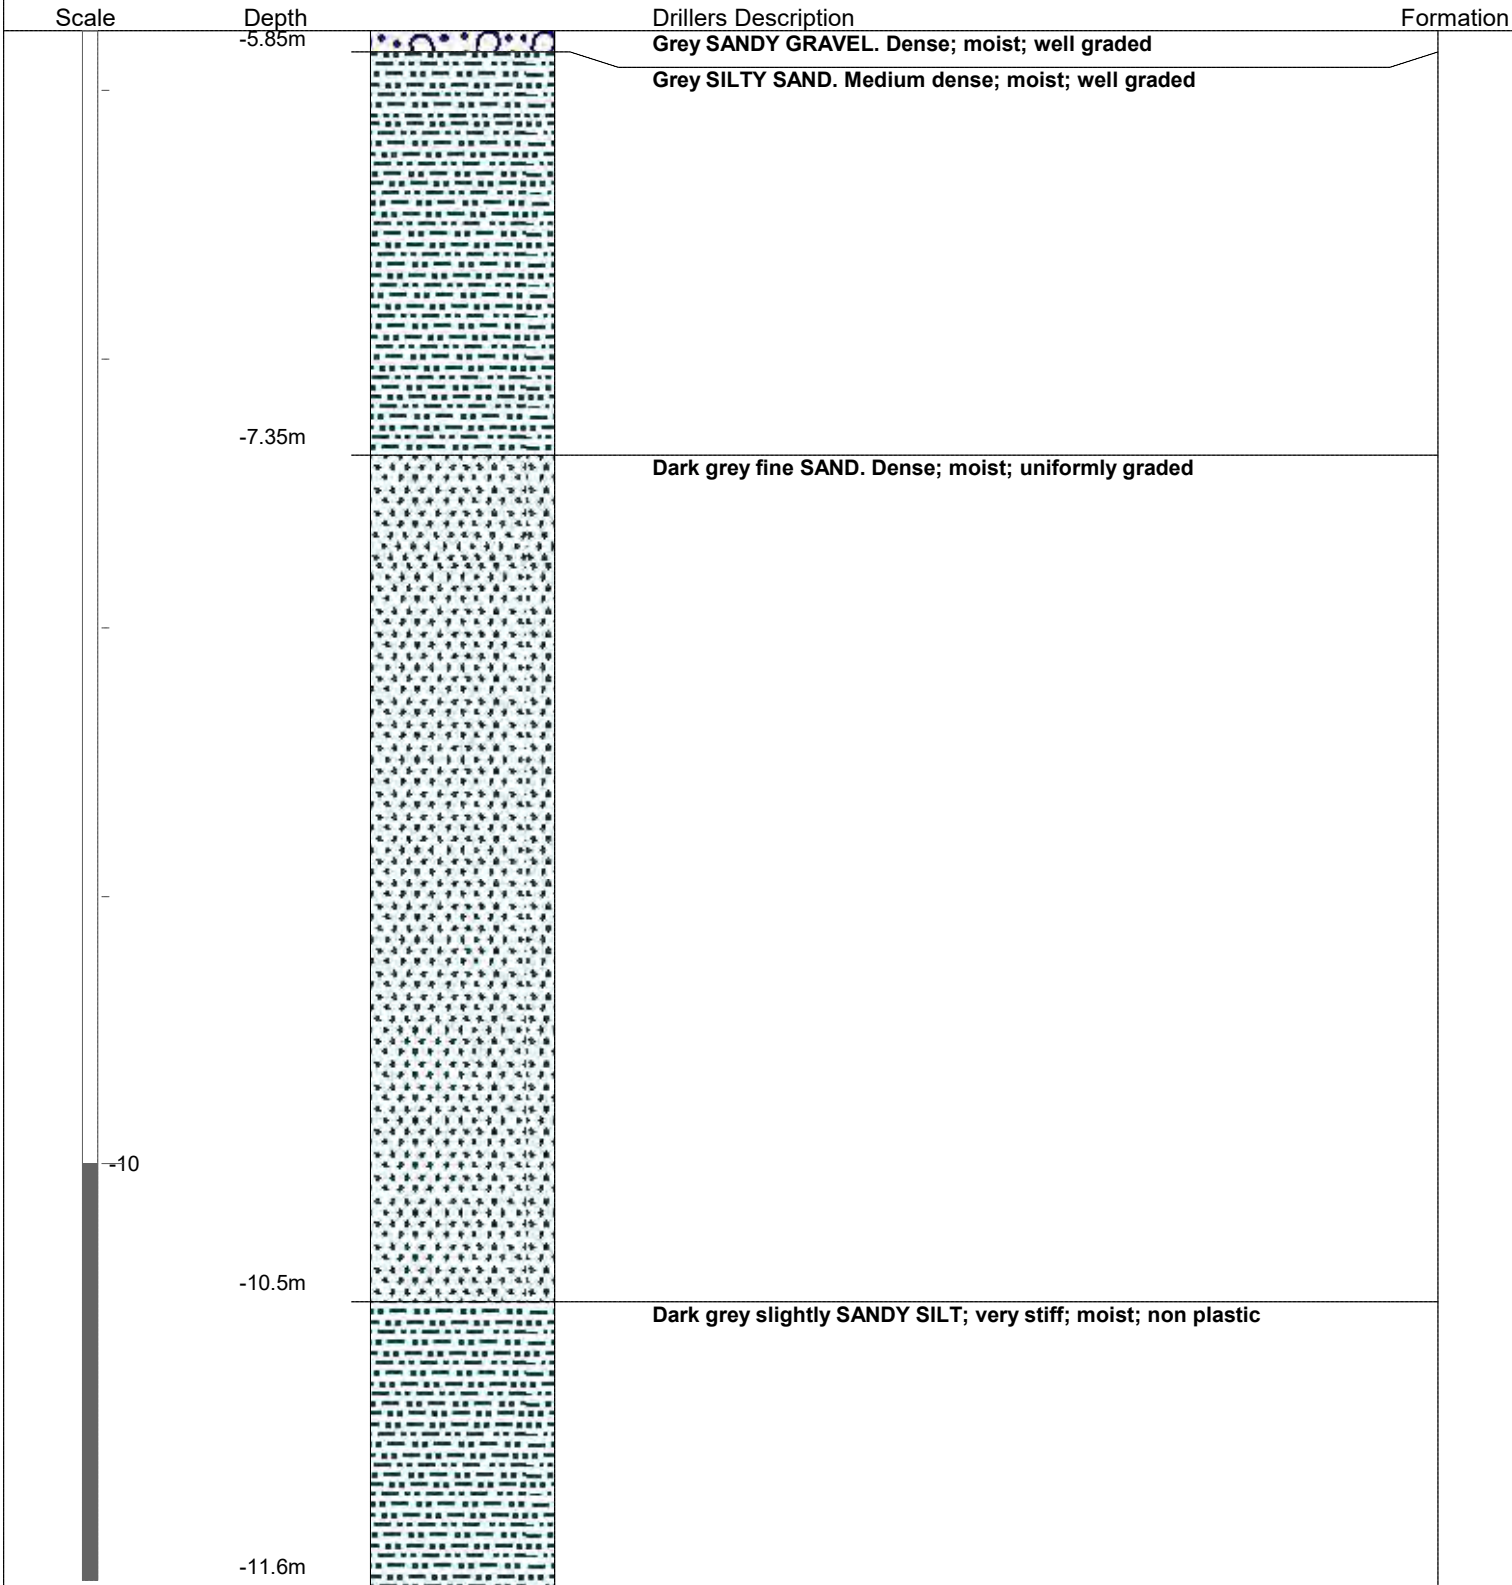 Scale Depth Drillers Description Formation
-5.85m
Grey SANDY GRAVEL. Dense; moist; well graded
Grey SILTY SAND. Medium dense; moist; well graded
-7.35m
Dark grey fine SAND. Dense; moist; uniformly graded
-10
-10.5m
Dark grey slightly SANDY SILT; very stiff; moist; non plastic
-11.6m